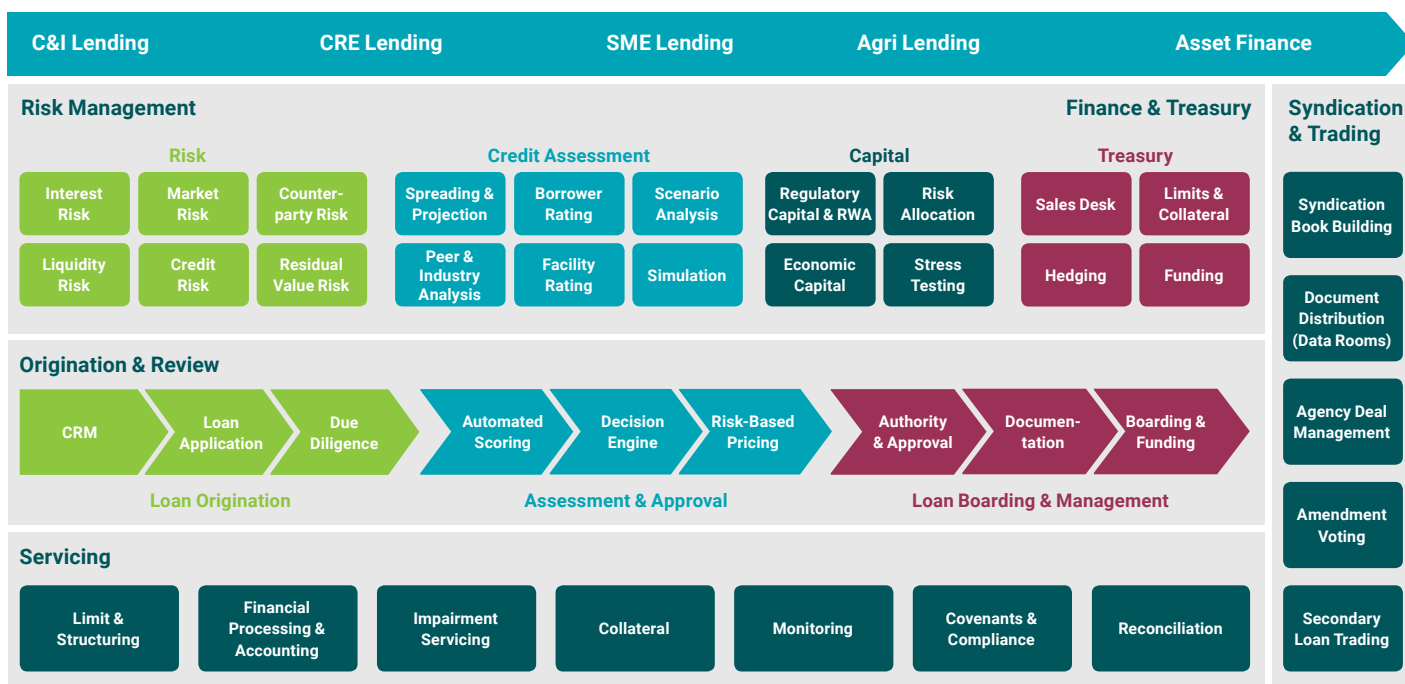 C&I Lending
CRE Lending
SME Lending
Agri Lending
Asset Finance
Risk Management
Finance & Treasury
Risk
Interest
Risk
Market
Risk
Counter-
party Risk
Liquidity
Risk
Credit
Risk
Residual
Value Risk
Credit Assessment
Spreading &
Projection
Borrower
Rating
Scenario
Analysis
Peer &
Industry
Analysis
Facility
Rating
Simulation
Capital
Regulatory
Capital & RWA
Risk
Allocation
Economic
Capital
Stress
Testing
Treasury
Sales Desk
Limits &
Collateral
Hedging
Funding
Origination & Review
CRM
Loan
Application
Due
Diligence
Automated
Scoring
Decision
Engine
Risk-Based
Pricing
Authority
& Approval
Documen-
tation
Boarding &
Funding
Loan Origination
Assessment & Approval
Loan Boarding & Management
Servicing
Limit &
Structuring
Financial
Processing &
Accounting
Impairment
Servicing
Collateral
Monitoring
Covenants &
Compliance
Reconciliation
Syndication
& Trading
Syndication
Book Building
Document
Distribution
(Data Rooms)
Agency Deal
Management
Amendment
Voting
Secondary
Loan Trading